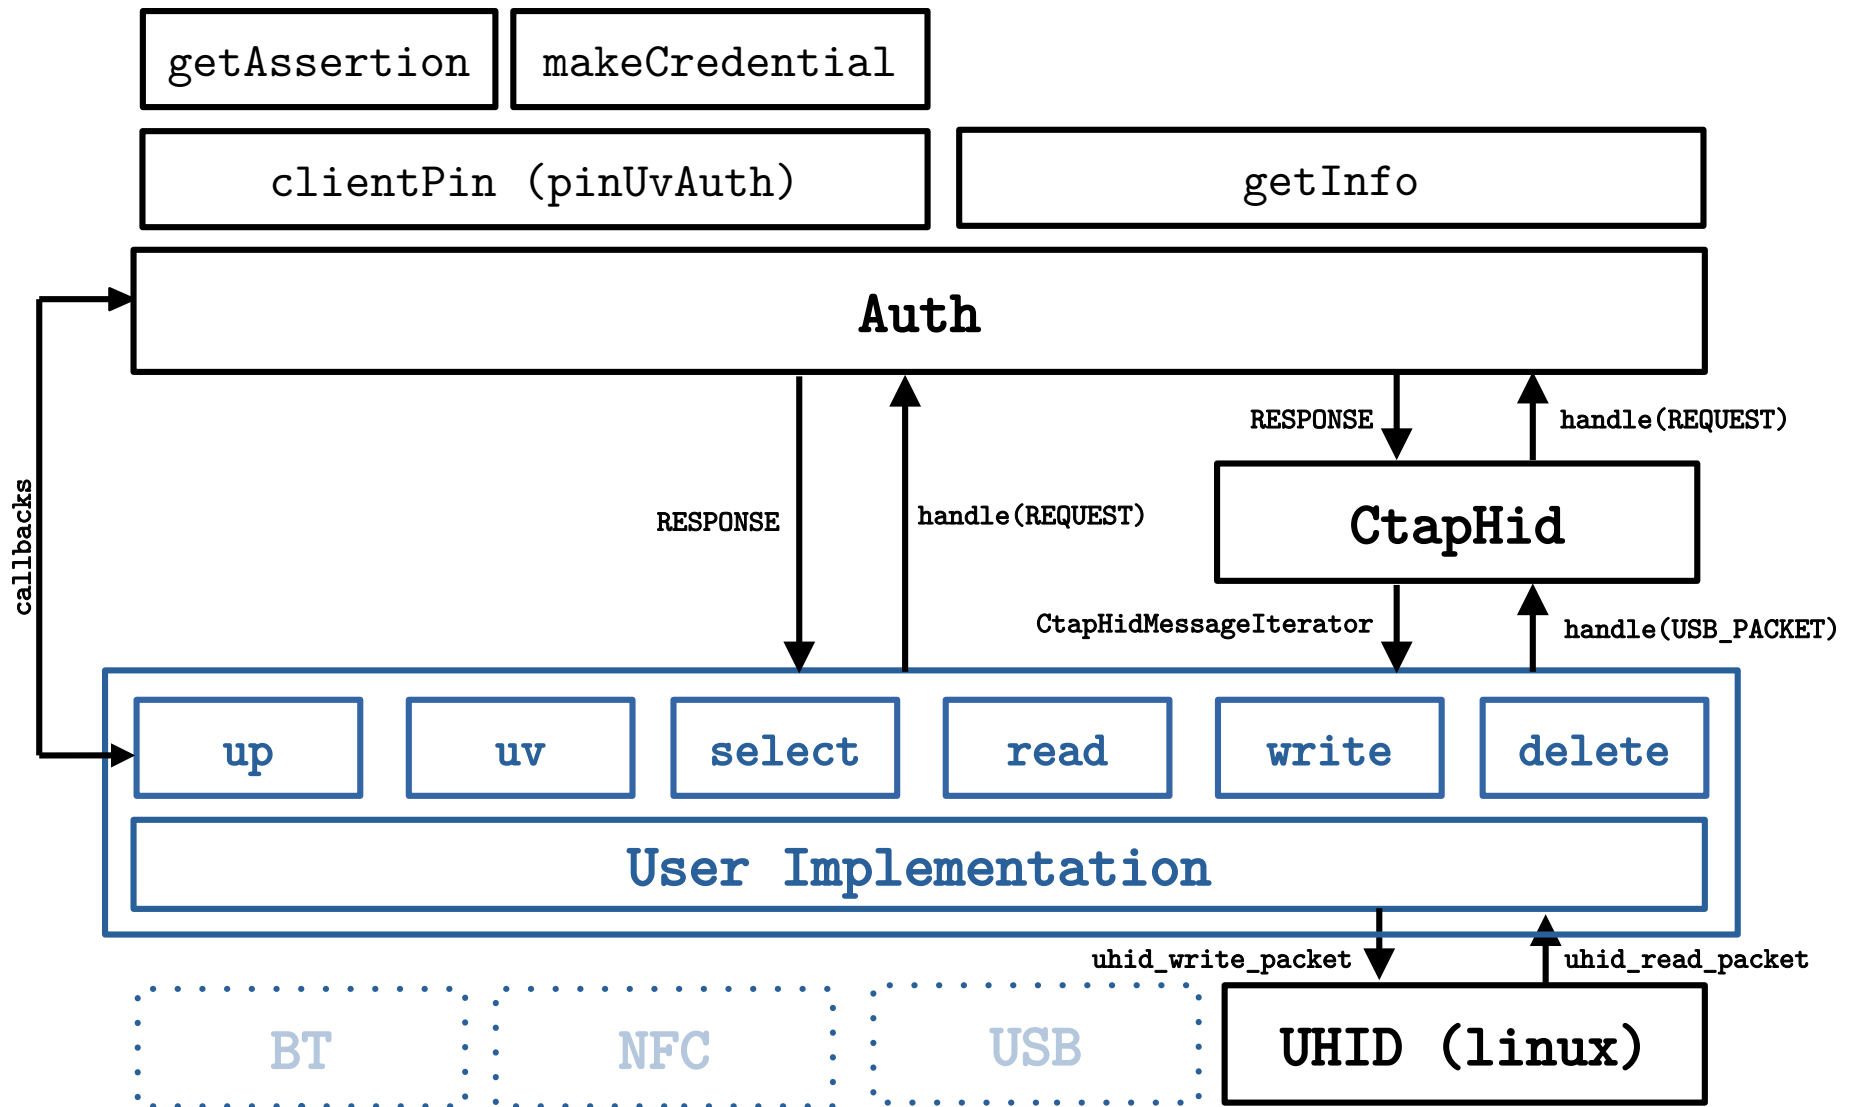 getAssertion
makeCredential
clientPin (pinUvAuth)
getInfo
Auth
RESPONSE
handle(REQUEST)
callbacks
RESPONSE
handle(REQUEST)
CtapHid
CtapHidMessageIterator
handle(USB_PACKET)
up
uv
select
read
write
delete
User Implementation
uhid_write_packet
uhid_read_packet
BT
NFC
USB
UHID (linux)